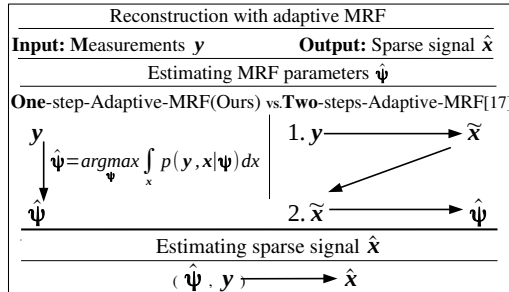 Reconstruction with adaptive MRF
Input: Measurements y Output: Sparse signal x̂
Estimating MRF parameters ψ̂
One-step-Adaptive-MRF(Ours) vs.Two-steps-Adaptive-MRF[17]
y 1. y x̃
ψ̂=argmax ∫ p(y,x|ψ)dx
ψ x
ψ̂ 2. x̃ ψ̂
Estimating sparse signal x̂
( ψ̂ , y ) x̂